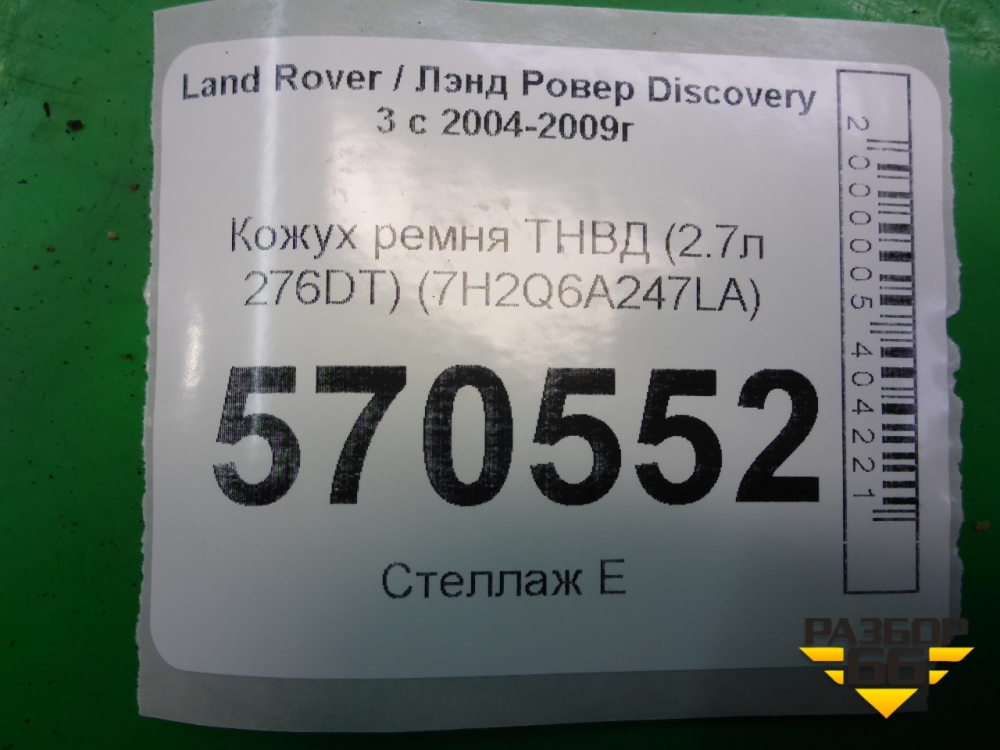 Land Rover / Лэнд Ровер Discovery
3 с 2004-2009г
Кожух ремня ТНВД (2.7л
276DT) (7H2Q6A247LA)
570552
Стеллаж Е
2000005404221
РАЗБОР
66